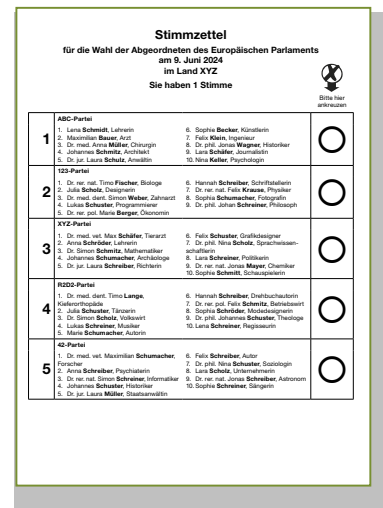 Stimmzettel
für die Wahl der Abgeordneten des Europäischen Parlaments
am 9. Juni 2024
im Land XYZ
Sie haben 1 Stimme
Bitte hier
ankreuzen
1
ABC-Partei
1. Lena Schmidt, Lehrerin
2. Maximilian Bauer, Arzt
3. Dr. med. Anna Müller, Chirurgin
4. Johannes Schmitz, Architekt
5. Dr. jur. Laura Schulz, Anwältin
6. Sophie Becker, Künstlerin
7. Felix Klein, Ingenieur
8. Dr. phil. Jonas Wagner, Historiker
9. Lara Schäfer, Journalistin
10. Nina Keller, Psychologin
2
123-Partei
1. Dr. rer. nat. Timo Fischer, Biologe
2. Julia Scholz, Designerin
3. Dr. med. dent. Simon Weber, Zahnarzt
4. Lukas Schuster, Programmierer
5. Dr. rer. pol. Marie Berger, Ökonomin
6. Hannah Schreiber, Schriftstellerin
7. Dr. rer. nat. Felix Krause, Physiker
8. Sophia Schumacher, Fotografin
9. Dr. phil. Johan Schreiner, Philosoph
3
XYZ-Partei
1. Dr. med. vet. Max Schäfer, Tierarzt
2. Anna Schröder, Lehrerin
3. Dr. Simon Schmitz, Mathematiker
4. Johannes Schumacher, Archäologe
5. Dr. jur. Laura Schreiber, Richterin
6. Felix Schuster, Grafikdesigner
7. Dr. phil. Nina Scholz, Sprachwissen-
schaftlerin
8. Lara Schreiner, Politikerin
9. Dr. rer. nat. Jonas Mayer, Chemiker
10. Sophie Schmitt, Schauspielerin
4
R2D2-Partei
1. Dr. med. dent. Timo Lange,
Kieferorthopäde
2. Julia Schuster, Tänzerin
3. Dr. Simon Scholz, Volkswirt
4. Lukas Schreiner, Musiker
5. Marie Schumacher, Autorin
6. Hannah Schreiber, Drehbuchautorin
7. Dr. rer. pol. Felix Schmitz, Betriebswirt
8. Sophia Schröder, Modedesignerin
9. Dr. phil. Johannes Schuster, Theologe
10. Lena Schreiner, Regisseurin
5
42-Partei
1. Dr. med. vet. Maximilian Schumacher,
Forscher
2. Anna Schreiber, Psychiaterin
3. Dr. rer. nat. Simon Schreiner, Informatiker
4. Johannes Schuster, Historiker
5. Dr. jur. Laura Müller, Staatsanwältin
6. Felix Schreiber, Autor
7. Dr. phil. Nina Schuster, Soziologin
8. Lara Scholz, Unternehmerin
9. Dr. rer. nat. Jonas Schreiber, Astronom
10. Sophie Schreiner, Sängerin